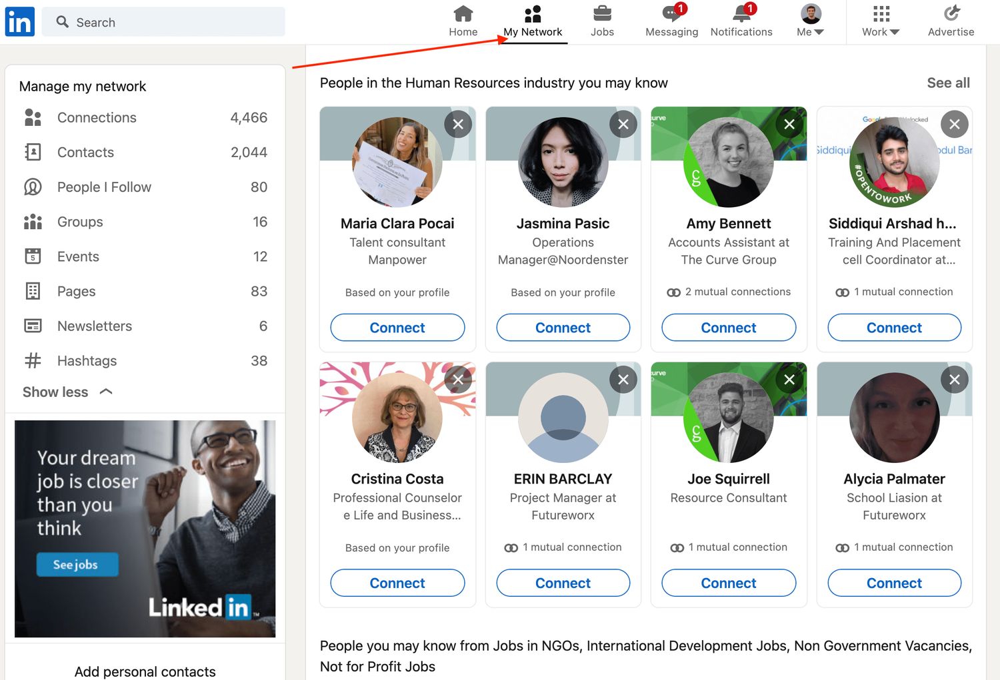 in
Search
Home
My Network
Jobs
1
Messaging
1
Notifications
Me
Work
Advertise
Manage my network
Connections 4,466
Contacts 2,044
People I Follow 80
Groups 16
5
Events 12
Pages 83
Newsletters 6
Hashtags 38
Show less
Your dream
job is closer
than you
think
See jobs
Linked in ™
Add personal contacts
People in the Human Resources industry you may know
See all
Maria Clara Pocai
Talent consultant
Manpower
Based on your profile
Connect
Jasmina Pasic
Operations
Manager@Noordenster
Based on your profile
Connect
curve
g
Amy Bennett
Accounts Assistant at
The Curve Group
2 mutual connections
Connect
Siddiqui
#OPENTOWORK
Siddiqui Arshad h...
Training And Placement
cell Coordinator at...
1 mutual connection
Connect
Cristina Costa
Professional Counselor
e Life and Business...
Based on your profile
Connect
ERIN BARCLAY
Project Manager at
Futureworx
1 mutual connection
Connect
curve
g
Joe Squirrell
Resource Consultant
1 mutual connection
Connect
Alycia Palmater
School Liasion at
Futureworx
1 mutual connection
Connect
People you may know from Jobs in NGOs, International Development Jobs, Non Government Vacancies,
Not for Profit Jobs